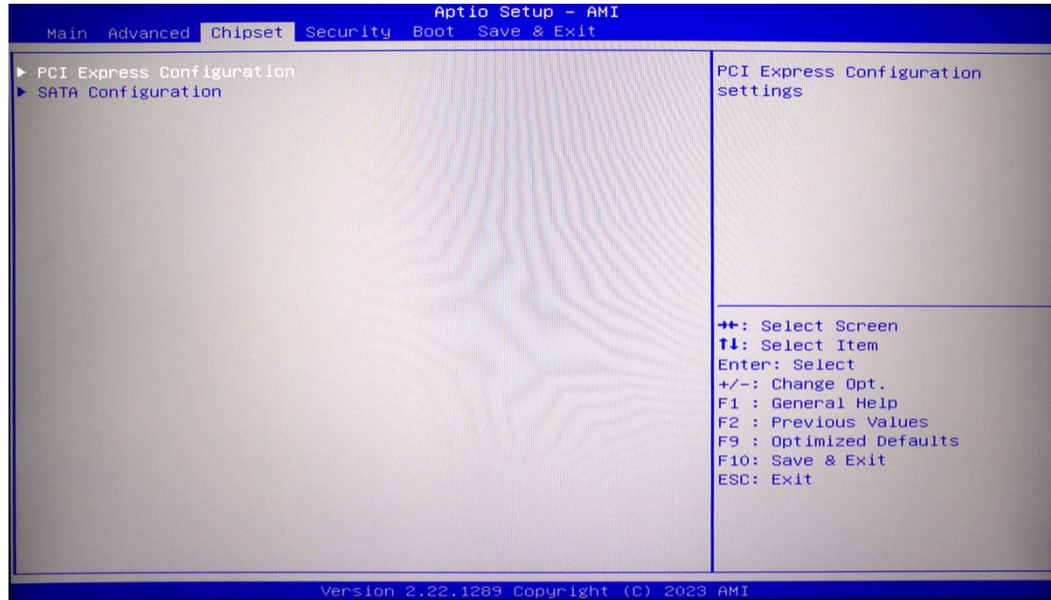 Aptio Setup – AMI
Main Advanced Chipset Security Boot Save & Exit
PCI Express Configuration
SATA Configuration
PCI Express Configuration
settings
→←: Select Screen
↑↓: Select Item
Enter: Select
+/-: Change Opt.
F1 : General Help
F2 : Previous Values
F9 : Optimized Defaults
F10: Save & Exit
ESC: Exit
Version 2.22.1289 Copyright (C) 2023 AMI